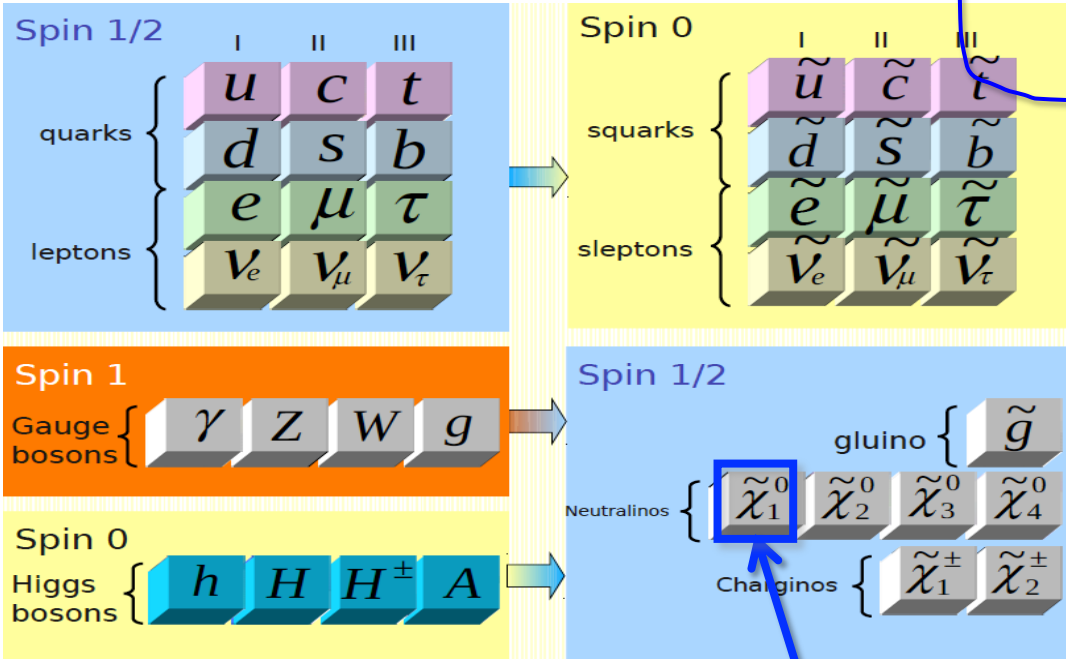 Spin 1/2
I II III
quarks
u c t
d s b
leptons
e μ τ
νe νμ ντ
Spin 0
I II III
squarks
ũ c̃ t̃
d̃ s̃ b̃
sleptons
ẽ μ̃ τ̃
ν̃e ν̃μ ν̃τ
Spin 1
Gauge
bosons
γ Z W g
Spin 0
Higgs
bosons
h H H± A
Spin 1/2
gluino
g̃
Neutralinos
χ̃⁰₁ χ̃⁰₂ χ̃⁰₃ χ̃⁰₄
Charginos
χ̃±₁ χ̃±₂